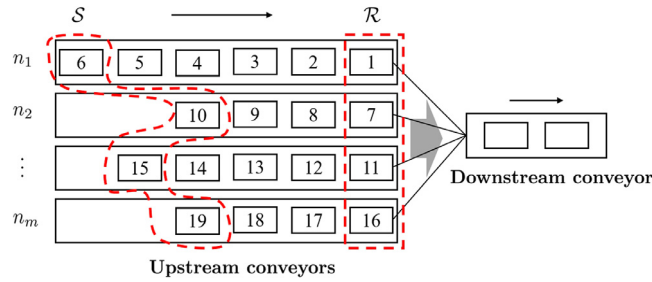 S R
n₁ 6 5 4 3 2 1
n₂ 10 9 8 7
⋮ 15 14 13 12 11
nₘ 19 18 17 16
Downstream conveyor
Upstream conveyors